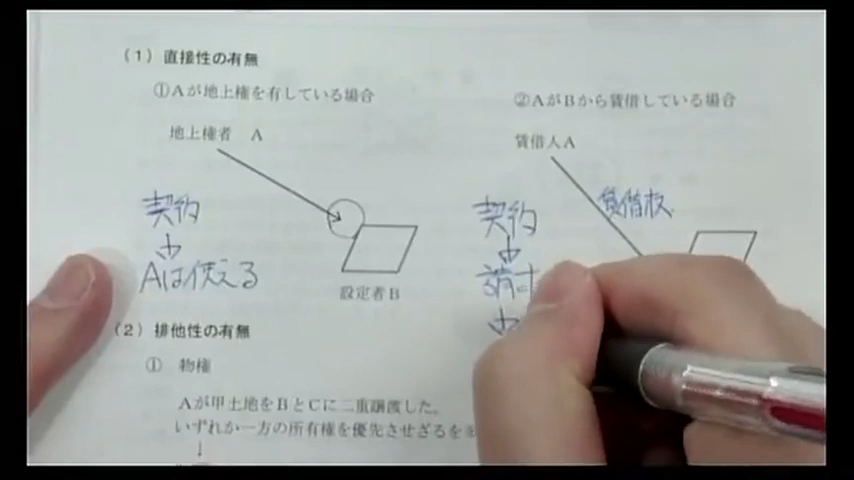 (1) 直接性の有無
①Aが地上権を有している場合
地上権者 A
契約
↓
Aは使える
設定者B
②AがBから賃借している場合
賃借人A
賃借权
契約
↓
請
↓
(2) 排他性の有無
① 物権
Aが甲土地をBとCに二重譲渡した。
いずれか一方の所有権を優先させざるを
↓